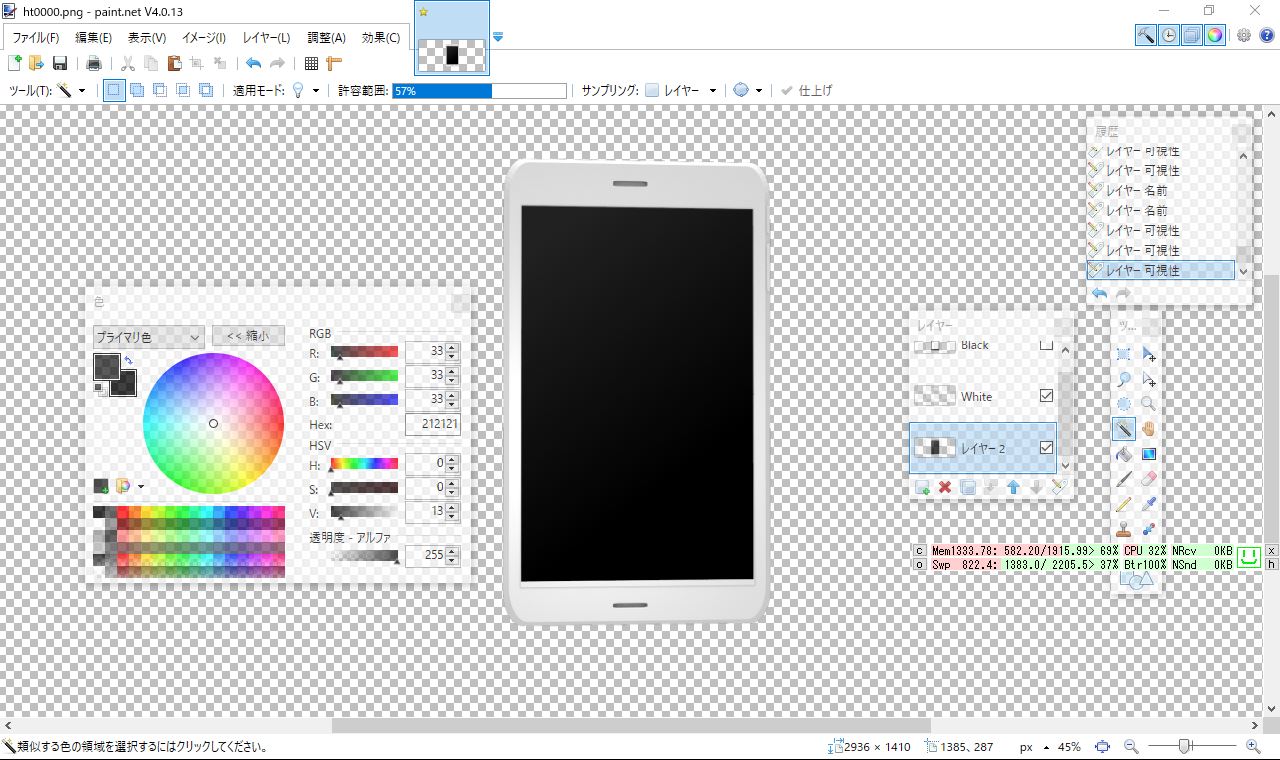 ht0000.png - paint.net V4.0.13
ファイル(F) 編集(E) 表示(V) イメージ(I) レイヤー(L) 調整(A) 効果(C)
ツール(T): 適用モード: 許容範囲: 57% サンプリング: レイヤー 仕上げ
履歴
レイヤー 可視性
レイヤー 可視性
レイヤー 名前
レイヤー 名前
レイヤー 可視性
レイヤー 可視性
レイヤー 可視性
色
プライマリ色 << 縮小
RGB
R: 33
G: 33
B: 33
Hex: 212121
HSV
H: 0
S: 0
V: 13
透明度 - アルファ
255
レイヤー
Black
White
レイヤー 2
ツ...
c Mem1333.78: 582.20/1915.99> 69% CPU NRcv 0KB x
o Swp 822.4: 1383.0/ 2205.5> 37% Btr100% NSnd 0KB h
類似する色の領域を選択するにはクリックしてください。 2936 × 1410 1385、287 px 45%